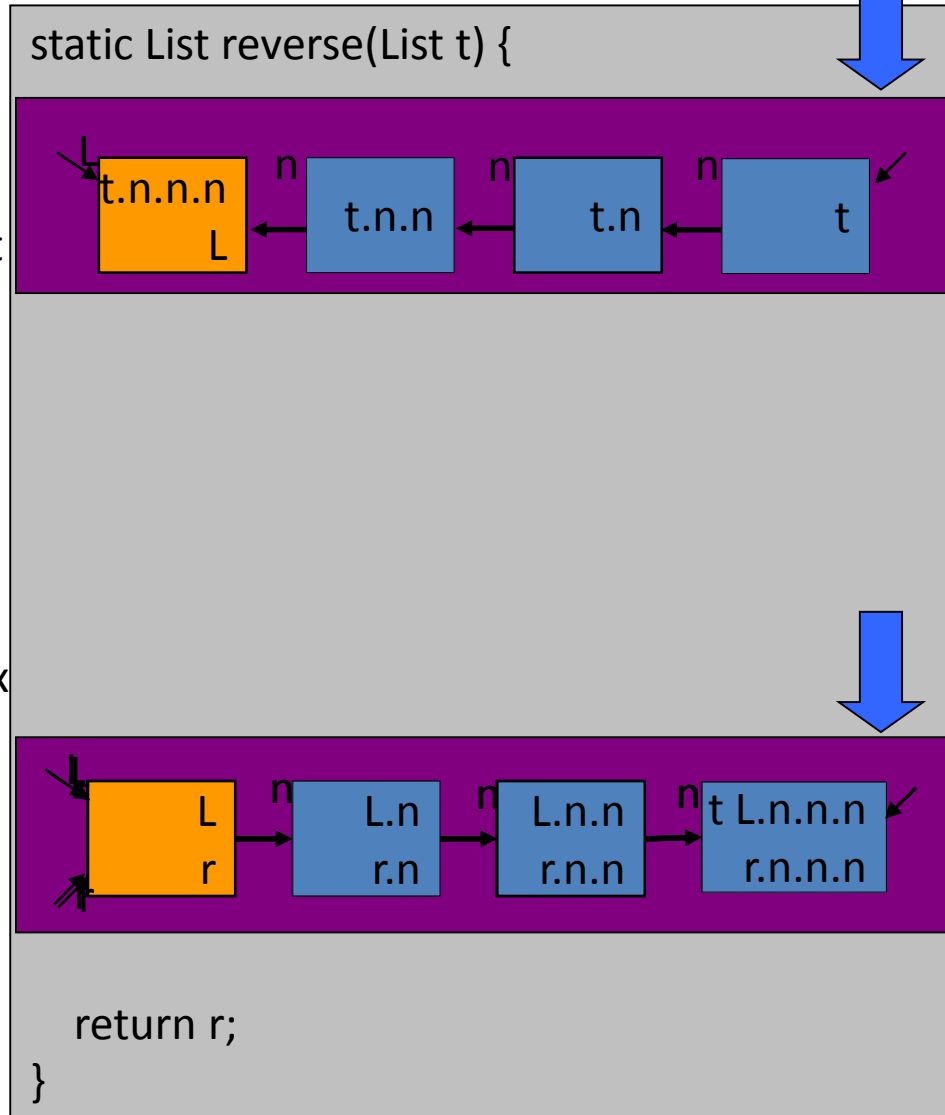 static List reverse(List t) {
L n n n
t.n.n.n t.n.n t.n t
L
t
x
L n n n
L L.n L.n.n t L.n.n.n
r r.n r.n.n r.n.n.n
r
return r;
}